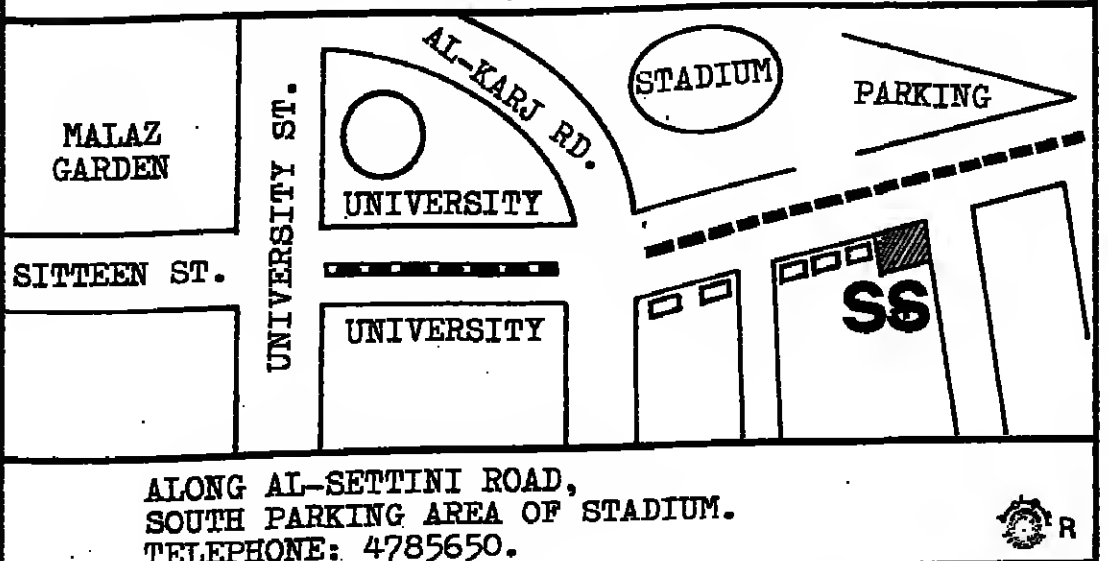 AL-KARJ RD.
STADIUM
PARKING
MALAZ
GARDEN
UNIVERSITY ST.
UNIVERSITY
SITTEEN ST.
UNIVERSITY
SS
ALONG AL-SETTINI ROAD,
SOUTH PARKING AREA OF STADIUM.
TELEPHONE: 4785650.
R